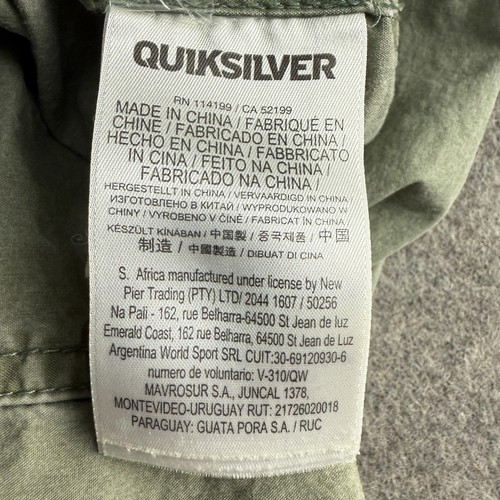 QUIKSILVER
RN 114199 / CA 52199
MADE IN CHINA / FABRIQUÉ EN
CHINE / FABRICADO EN CHINA /
HECHO EN CHINA / FABBRICATO
IN CINA / FEITO NA CHINA /
FABRICADO NA CHINA /
HERGESTELLT IN CHINA / VERVAARDIGD IN CHINA
ИЗГОТОВЛЕНО В КИТАЙ / WYPRODUKOWANO W
CHINY / VYROBENO V ČINĚ / FABRICAT ÎN CHINA /
KÉSZÜLT KÍNÁBAN / 中国製 / 중국제품 / 中国
制造 / 中國製造 / DIBUAT DI CINA
S. Africa manufactured under license by New
Pier Trading (PTY) LTD/ 2044 1607 / 50256
Na Pali - 162, rue Belharra-64500 St Jean de luz
Emerald Coast, 162 rue Belharra-64500 St Jean de Luz
Argentina World Sport SRL CUIT:30-69120930-6
numero de voluntario: V-310/QW
MAVROSUR S.A., JUNCAL 1378,
MONTEVIDEO-URUGUAY RUT: 21726020018
PARAGUAY: GUATA PORA S.A. / RUC